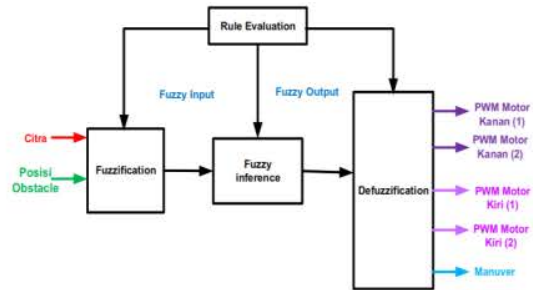 Rule Evaluation
Fuzzy Input
Fuzzy Output
Citra
Posisi
Obstacle
Fuzzification
Fuzzy
inference
Defuzzification
PWM Motor
Kanan (1)
PWM Motor
Kanan (2)
PWM Motor
Kiri (1)
PWM Motor
Kiri (2)
Manuver